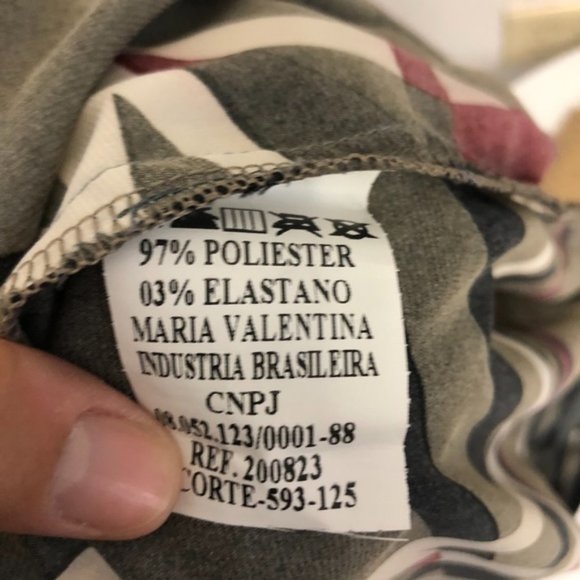 97% POLIESTER
03% ELASTANO
MARIA VALENTINA
INDUSTRIA BRASILEIRA
CNPJ
08.052.123/0001-88
REF. 200823
CORTE-593-125